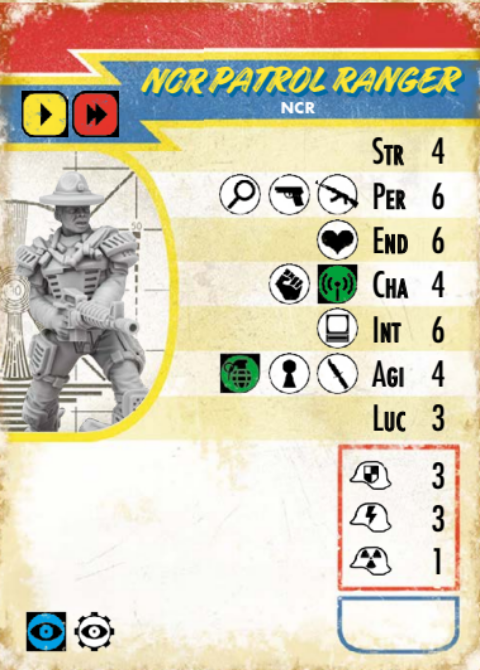 NCR PATROL RANGER
NCR
STR 4
PER 6
END 6
CHA 4
INT 6
AGI 4
LUC 3
3
3
1
50